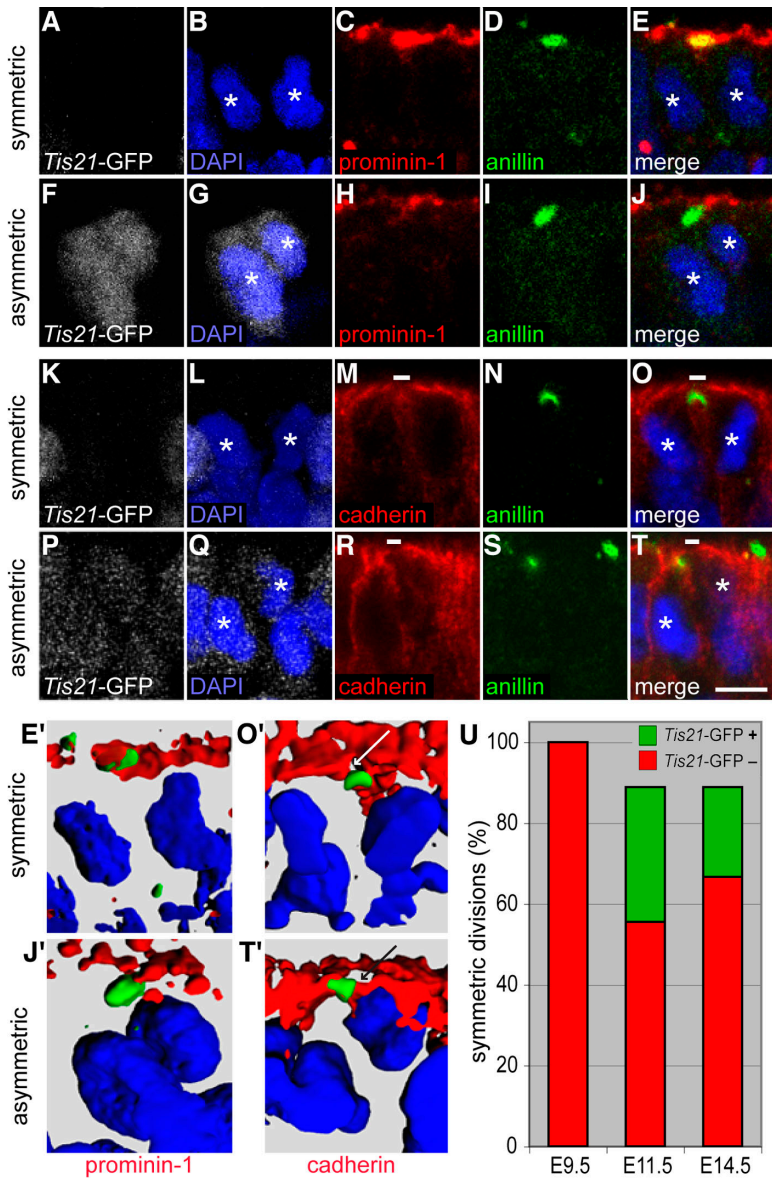 A B C D E
symmetric
* * * *
Tis21-GFP DAPI prominin-1 anillin merge
F G H I J
asymmetric
* * * *
Tis21-GFP DAPI prominin-1 anillin merge
K L M N O
symmetric
* * * *
Tis21-GFP DAPI cadherin anillin merge
P Q R S T
asymmetric
* * * *
Tis21-GFP DAPI cadherin anillin merge
E' O'
symmetric
J' T'
asymmetric
prominin-1 cadherin
U
Tis21-GFP +
Tis21-GFP –
symmetric divisions (%)
100
80
60
40
20
0
E9.5 E11.5 E14.5